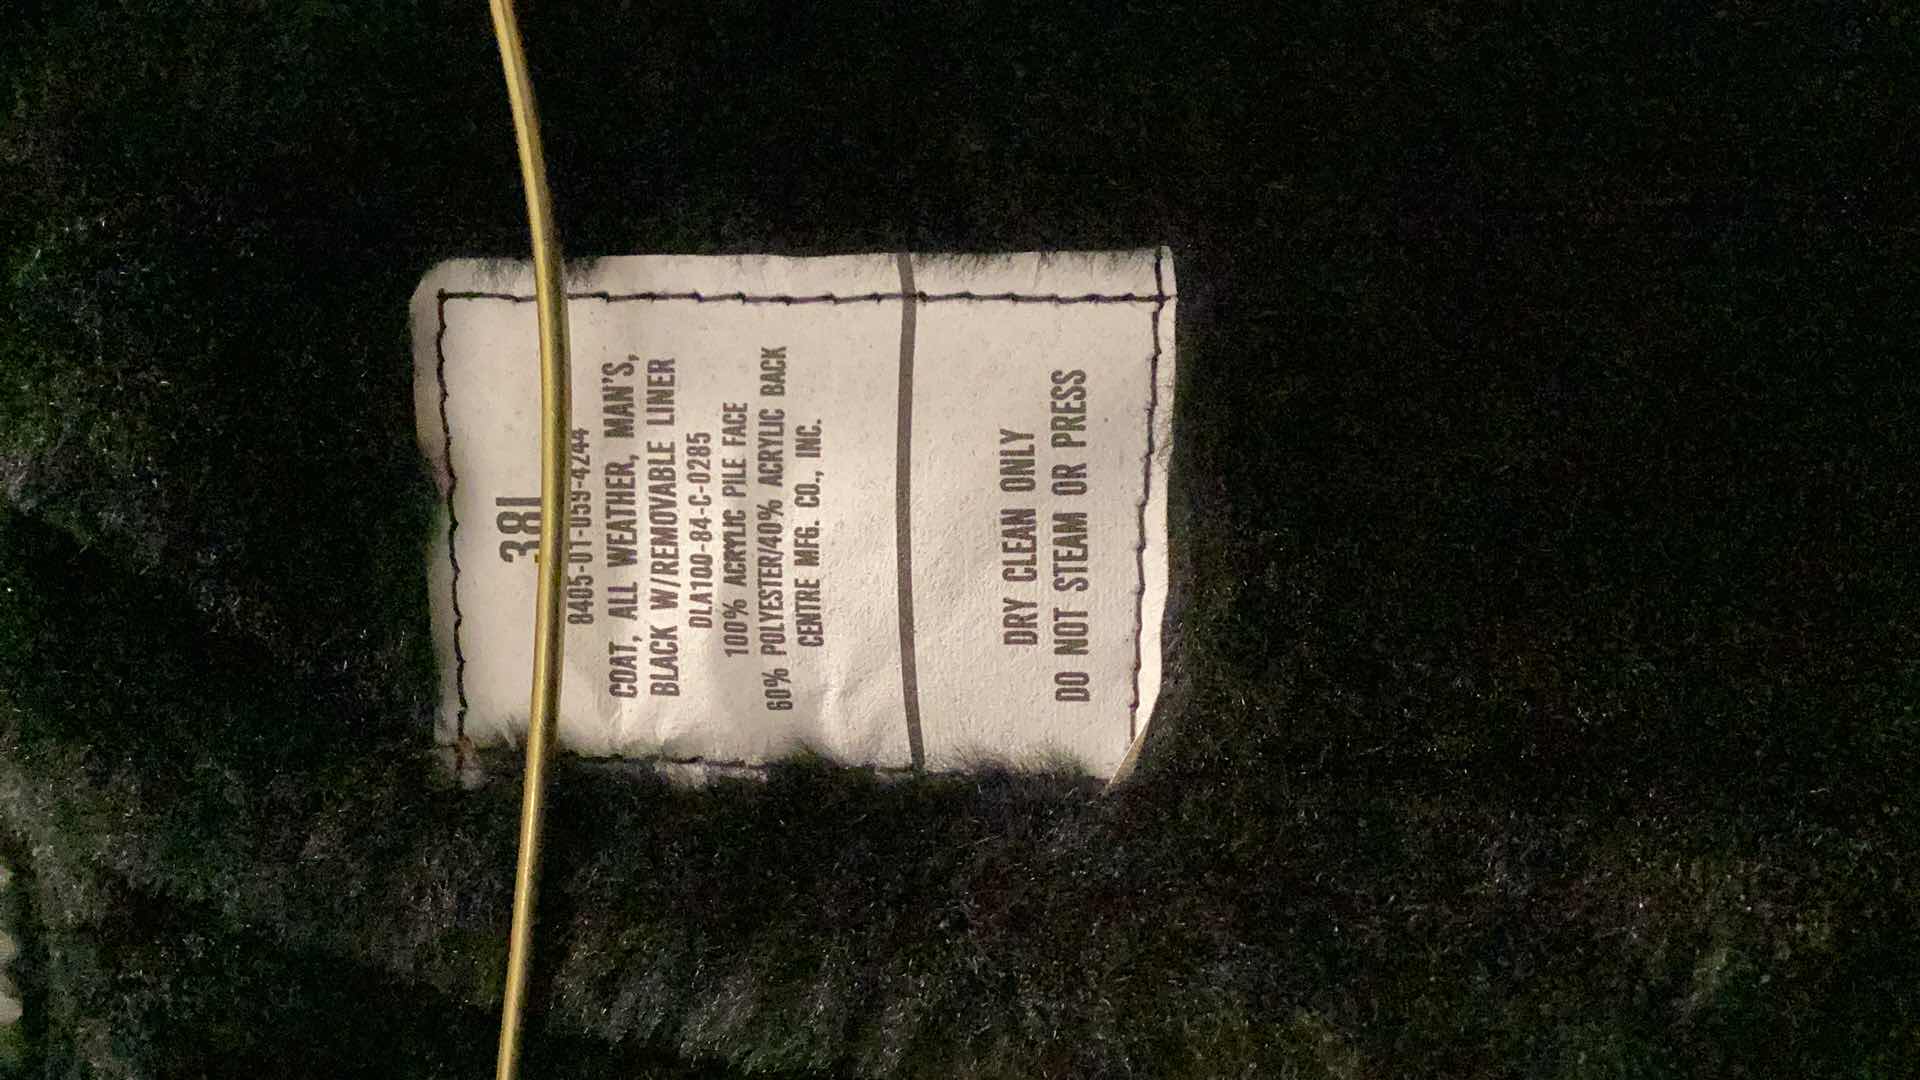 38L
8405-01-059-4244
COAT, ALL WEATHER, MAN'S,
BLACK W/REMOVABLE LINER
DLA100-84-C-0285
100% ACRYLIC PILE FACE
60% POLYESTER/40% ACRYLIC BACK
CENTRE MFG. CO., INC.
DRY CLEAN ONLY
DO NOT STEAM OR PRESS